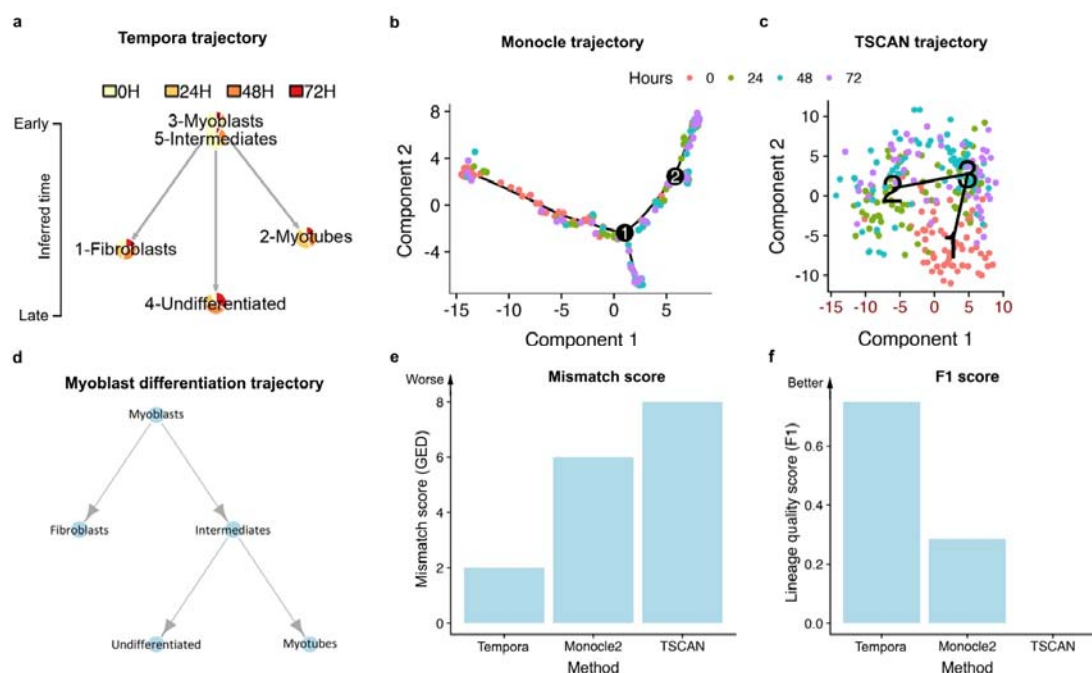 a
Tempora trajectory
0H 24H 48H 72H
Early
Inferred time
Late
3-Myoblasts
5-Intermediates
1-Fibroblasts
2-Myotubes
4-Undifferentiated
b
Monocle trajectory
c
TSCAN trajectory
Hours 0 24 48 72
8
4
0
-4
Component 2
-15 -10 -5 0 5
Component 1
1
2
10
5
0
-5
-10
Component 2
-15 -10 -5 0 5 10
Component 1
2
3
1
d
Myoblast differentiation trajectory
Myoblasts
Fibroblasts
Intermediates
Undifferentiated
Myotubes
e
Worse
Mismatch score
8
6
4
2
0
Mismatch score (GED)
Tempora Monocle2 TSCAN
Method
f
Better
F1 score
0.6
0.4
0.2
0.0
Lineage quality score (F1)
Tempora Monocle2 TSCAN
Method